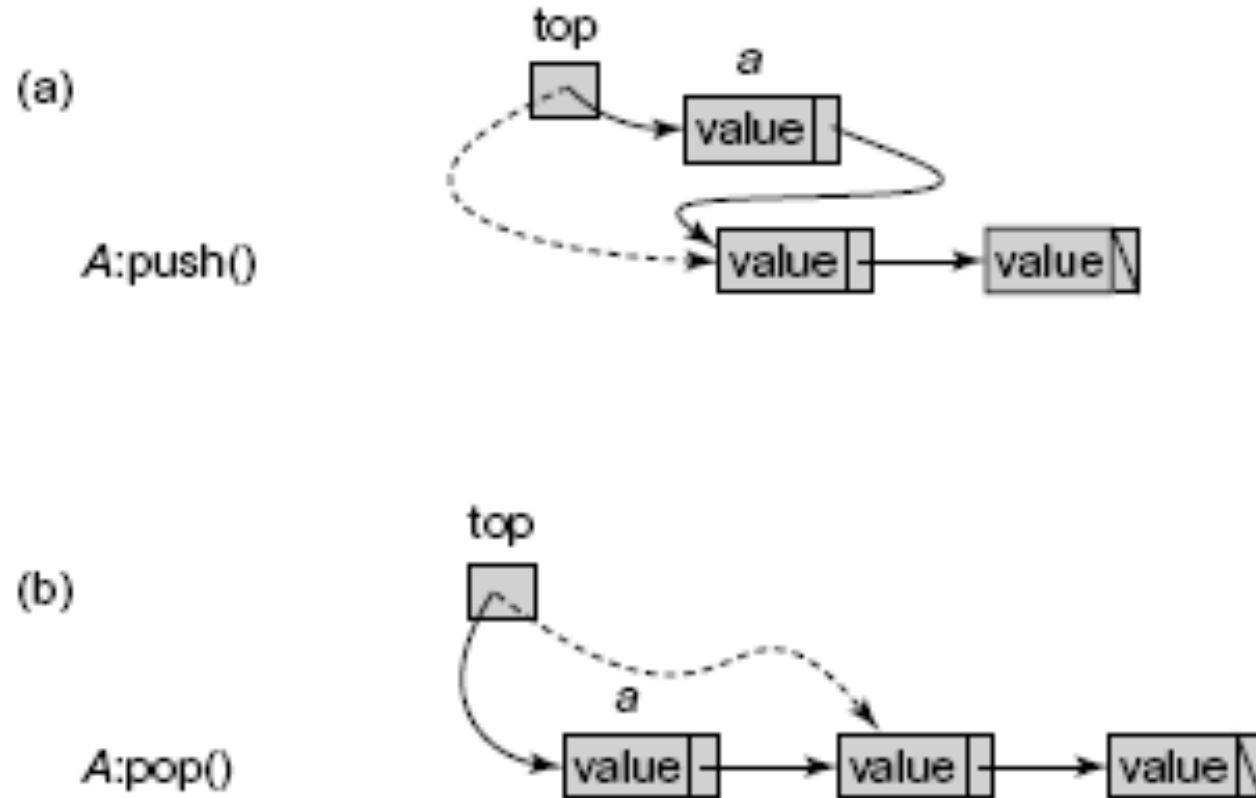 top
(a)
a
value
A:push()
value
value
top
(b)
a
A:pop()
value
value
value